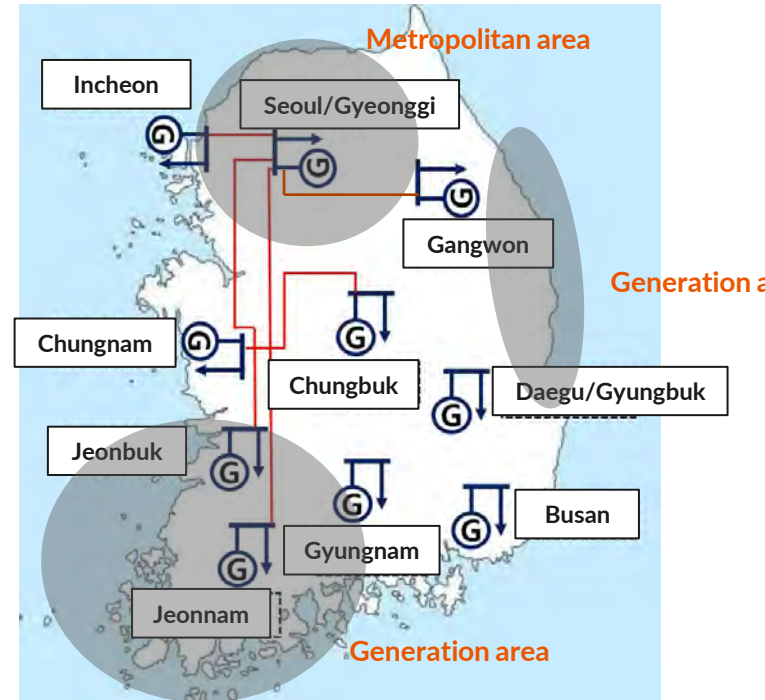 Metropolitan area
Incheon
Seoul/Gyeonggi
G
G
G
Gangwon
Generation a
Chungnam
G
G
Chungbuk
G
Daegu/Gyungbuk
Jeonbuk
G
G
G
Busan
Gyungnam
G
Jeonnam
Generation area